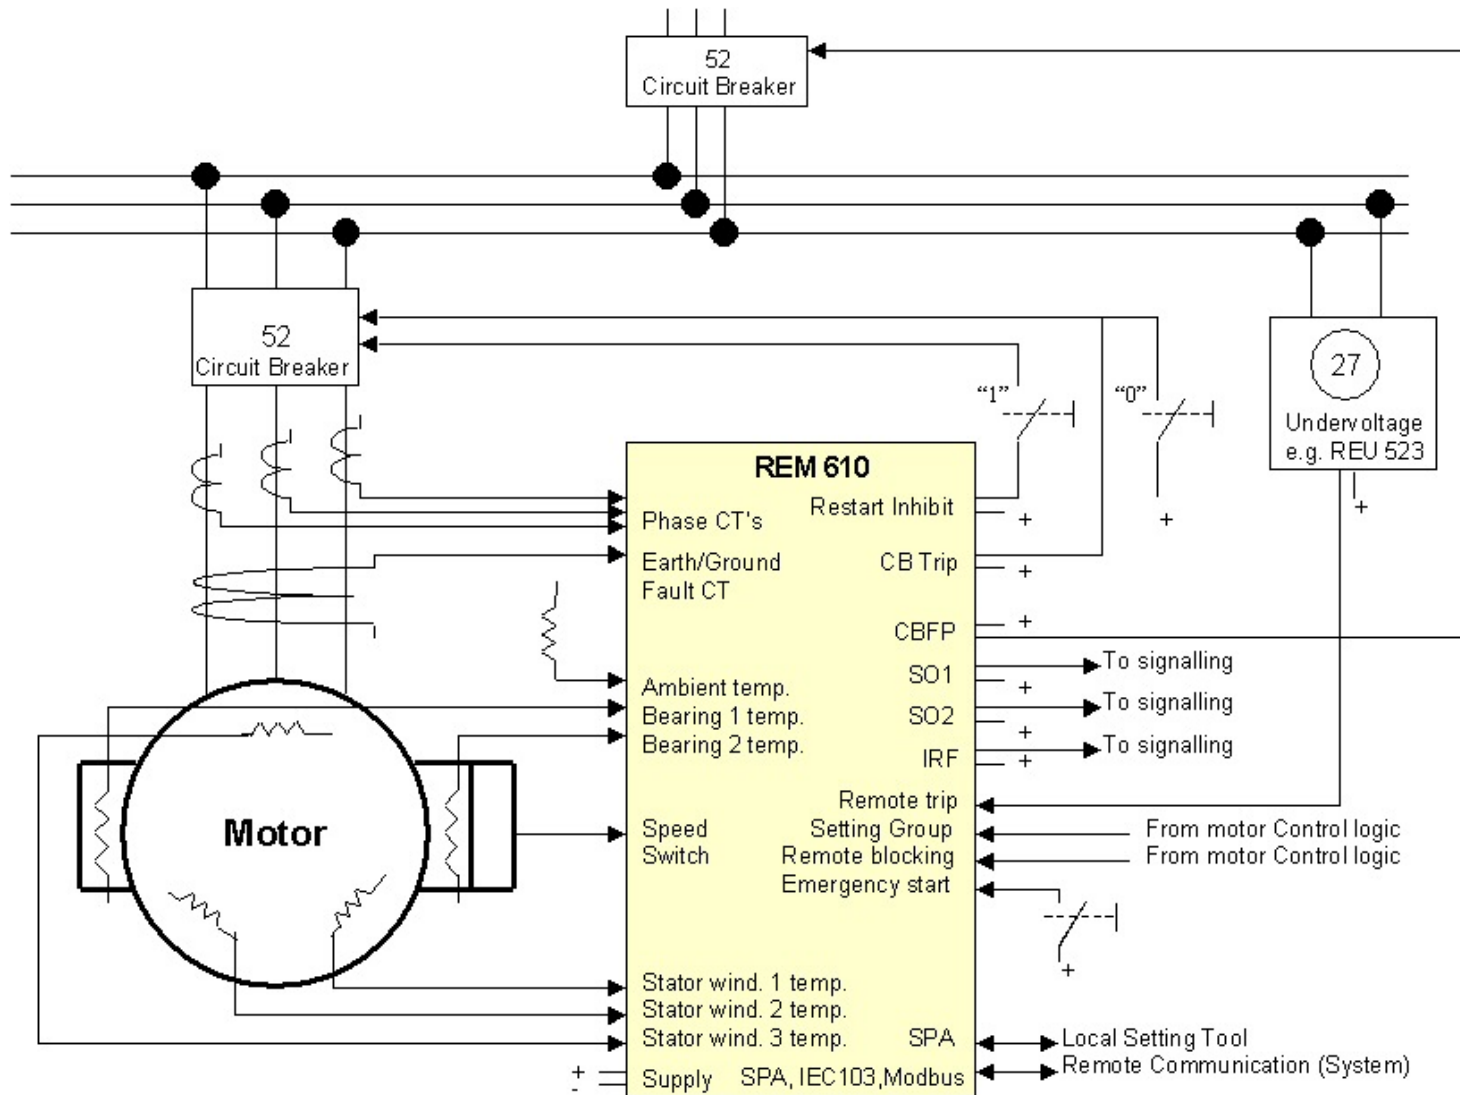 52
Circuit Breaker
52
Circuit Breaker
27
Undervoltage
e.g. REU 523
+
“1”
“0”
+
REM 610
Phase CT's
Earth/Ground
Fault CT
Ambient temp.
Bearing 1 temp.
Bearing 2 temp.
Speed
Switch
Stator wind. 1 temp.
Stator wind. 2 temp.
Stator wind. 3 temp.
+
-
Supply
Restart Inhibit
+
CB Trip
+
CBFP
+
SO1
+
To signalling
SO2
+
To signalling
IRF
+
To signalling
Remote trip
Setting Group
From motor Control logic
Remote blocking
From motor Control logic
Emergency start
+
SPA
Local Setting Tool
SPA, IEC103,Modbus
Remote Communication (System)
Motor